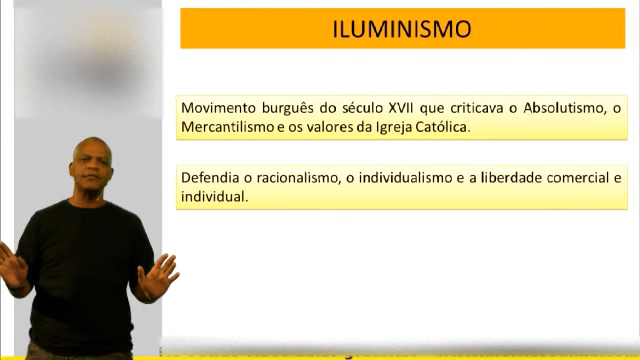 ILUMINISMO
Movimento burguês do século XVII que criticava o Absolutismo, o
Mercantilismo e os valores da Igreja Católica.
Defendia o racionalismo, o individualismo e a liberdade comercial e
individual.